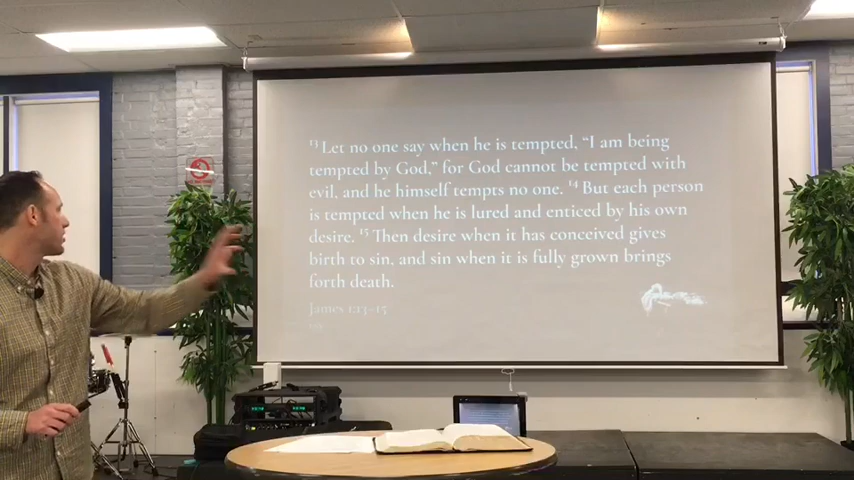 ¹³ Let no one say when he is tempted, “I am being
tempted by God,” for God cannot be tempted with
evil, and he himself tempts no one. ¹⁴ But each person
is tempted when he is lured and enticed by his own
desire. ¹⁵ Then desire when it has conceived gives
birth to sin, and sin when it is fully grown brings
forth death.
James 1:13–15